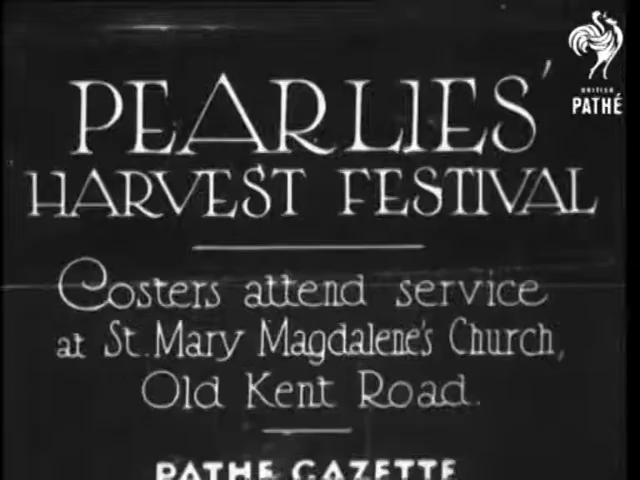 PEARLIES'
HARVEST FESTIVAL
Costers attend service
at St. Mary Magdalene's Church,
Old Kent Road.
PATHE GAZETTE
BRITISH
PATHÉ